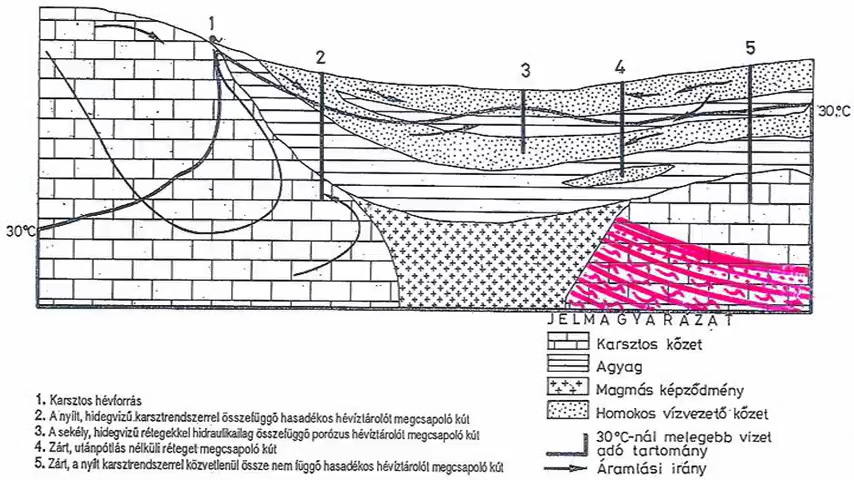 1
2
3
4
5
30°C
30°C
JELMAGYARÁZAT
Karsztos kőzet
Agyag
Magmás képződmény
Homokos vízvezető kőzet
30°C-nál melegebb vizet
adó tartomány
Áramlási irány
1. Karsztos hévforrás
2. A nyílt, hidegvizű karsztrendszerrel összefüggő hasadékos hévíztárolót megcsapoló kút
3. A sekély, hidegvizű rétegekkel hidraulikailag összefüggő porózus hévíztárolót megcsapoló kút
4. Zárt, utánpótlás nélküli réteget megcsapoló kút
5. Zárt, a nyílt karsztrendszerrel közvetlenül össze nem függő hasadékos hévíztárolót megcsapoló kút